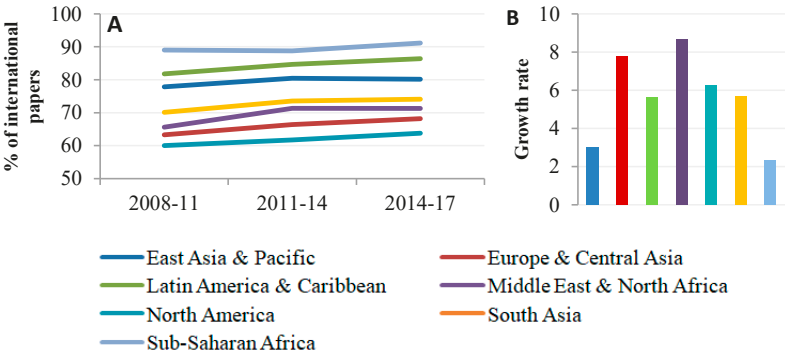 A
% of international
papers
100
90
80
70
60
50
2008-11
2011-14
2014-17
B
Growth rate
10
8
6
4
2
0
East Asia & Pacific
Europe & Central Asia
Latin America & Caribbean
Middle East & North Africa
North America
South Asia
Sub-Saharan Africa